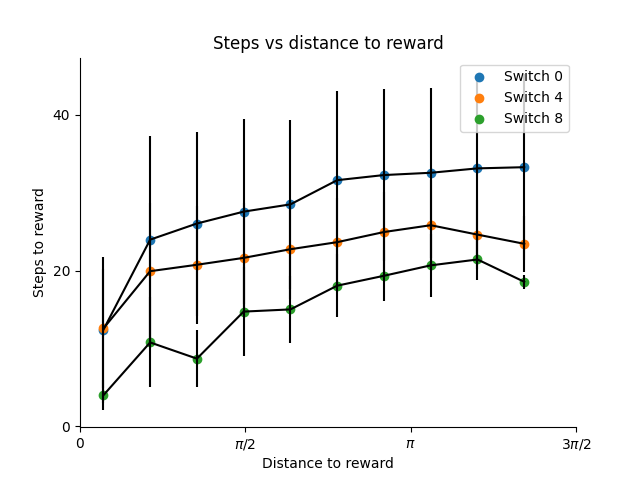 Steps vs distance to reward
Switch 0
Switch 4
Switch 8
40
20
0
Steps to reward
0
π/2
π
3π/2
Distance to reward